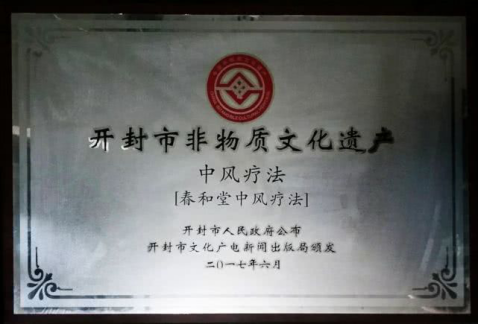 开封市非物质文化遗产
中风疗法
[春和堂中风疗法]
开封市人民政府公布
开封市文化广电新闻出版局颁发
二〇一七年六月